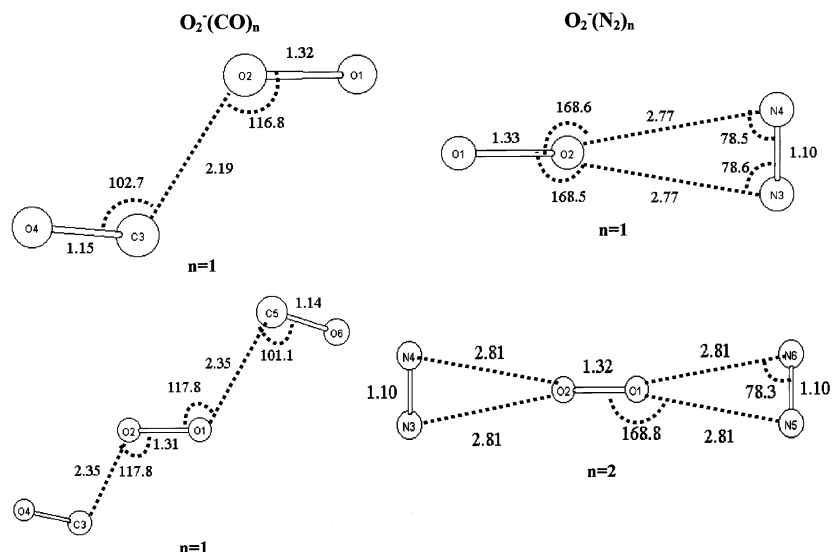 O₂⁻(CO)ₙ
O2
1.32
O1
116.8
2.19
102.7
O4
1.15
C3
n=1
C5
1.14
O6
101.1
2.35
117.8
O2
1.31
O1
2.35
117.8
O4
C3
n=1
O₂⁻(N₂)ₙ
168.6
2.77
N4
78.5
O1
1.33
O2
1.10
78.6
168.5
2.77
N3
n=1
N4
2.81
1.32
2.81
N6
1.10
O2
O1
78.3
1.10
N3
2.81
168.8
2.81
N5
n=2